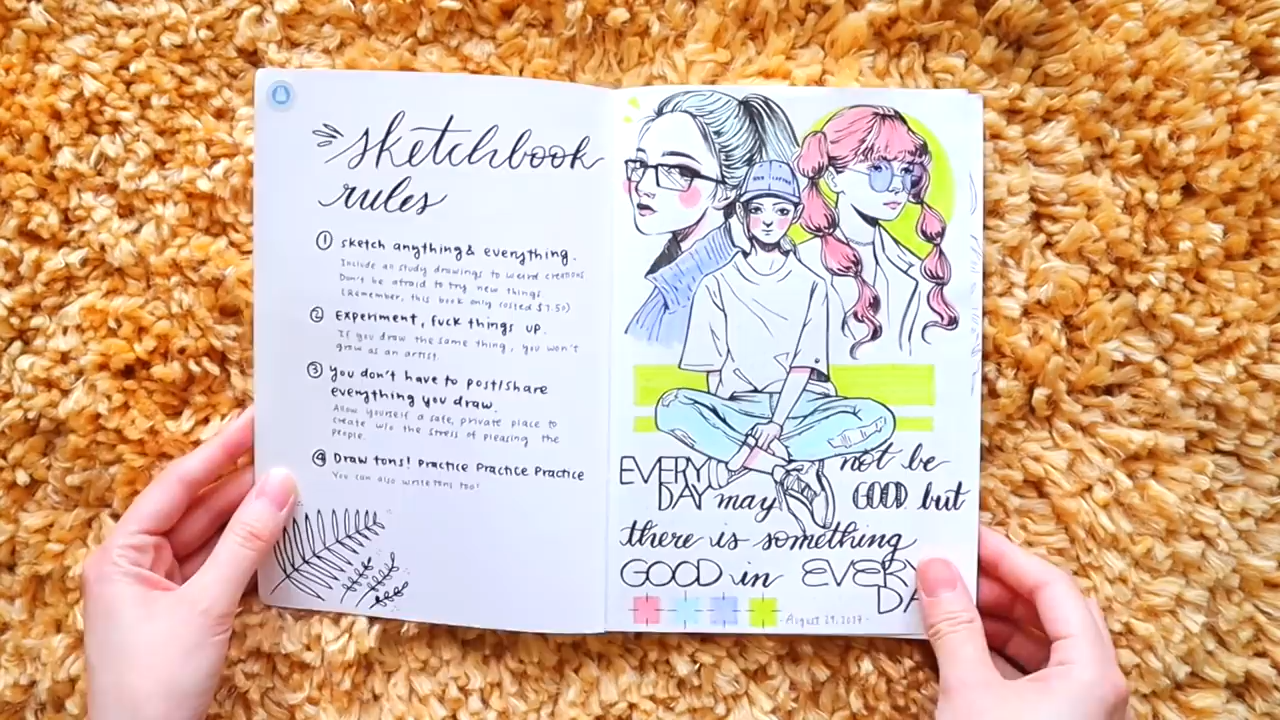 sketchbook
rules
① sketch anything & everything.
Include all study drawings to weird creations
Don't be afraid to try new things
(Remember, this book only costed $7.50)
② Experiment, fuck things up.
If you draw the same thing, you won't
grow as an artist.
③ you don't have to post/share
everything you draw.
Allow yourself a safe, private place to
create w/o the stress of pleasing the
people.
④ Draw tons! Practice Practice Practice
You can also write tons too!
EVERY
DAY may not be
GOOD but
there is something
GOOD in EVERY
DA
- August 29, 2017 -